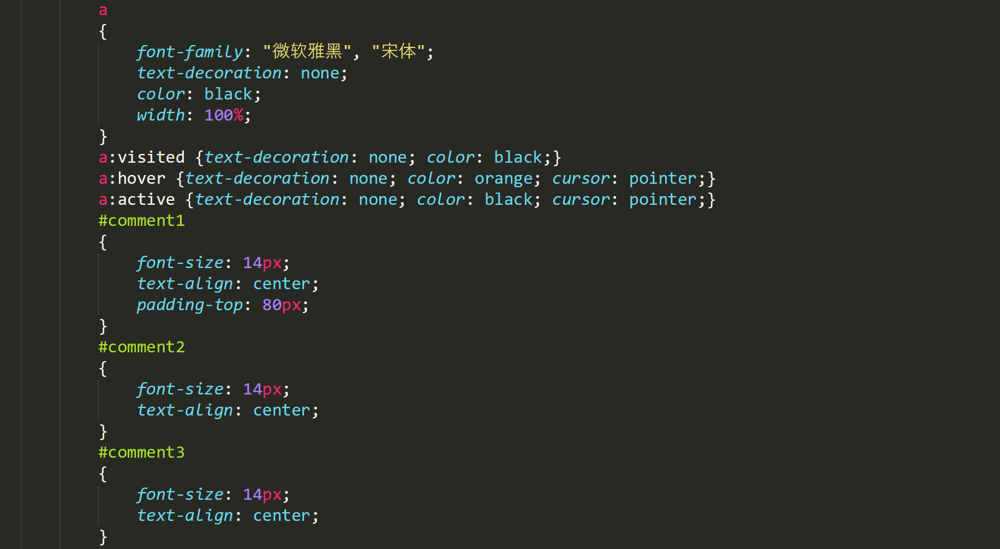 a
{
font-family: "微软雅黑", "宋体";
text-decoration: none;
color: black;
width: 100%;
}
a:visited {text-decoration: none; color: black;}
a:hover {text-decoration: none; color: orange; cursor: pointer;}
a:active {text-decoration: none; color: black; cursor: pointer;}
#comment1
{
font-size: 14px;
text-align: center;
padding-top: 80px;
}
#comment2
{
font-size: 14px;
text-align: center;
}
#comment3
{
font-size: 14px;
text-align: center;
}